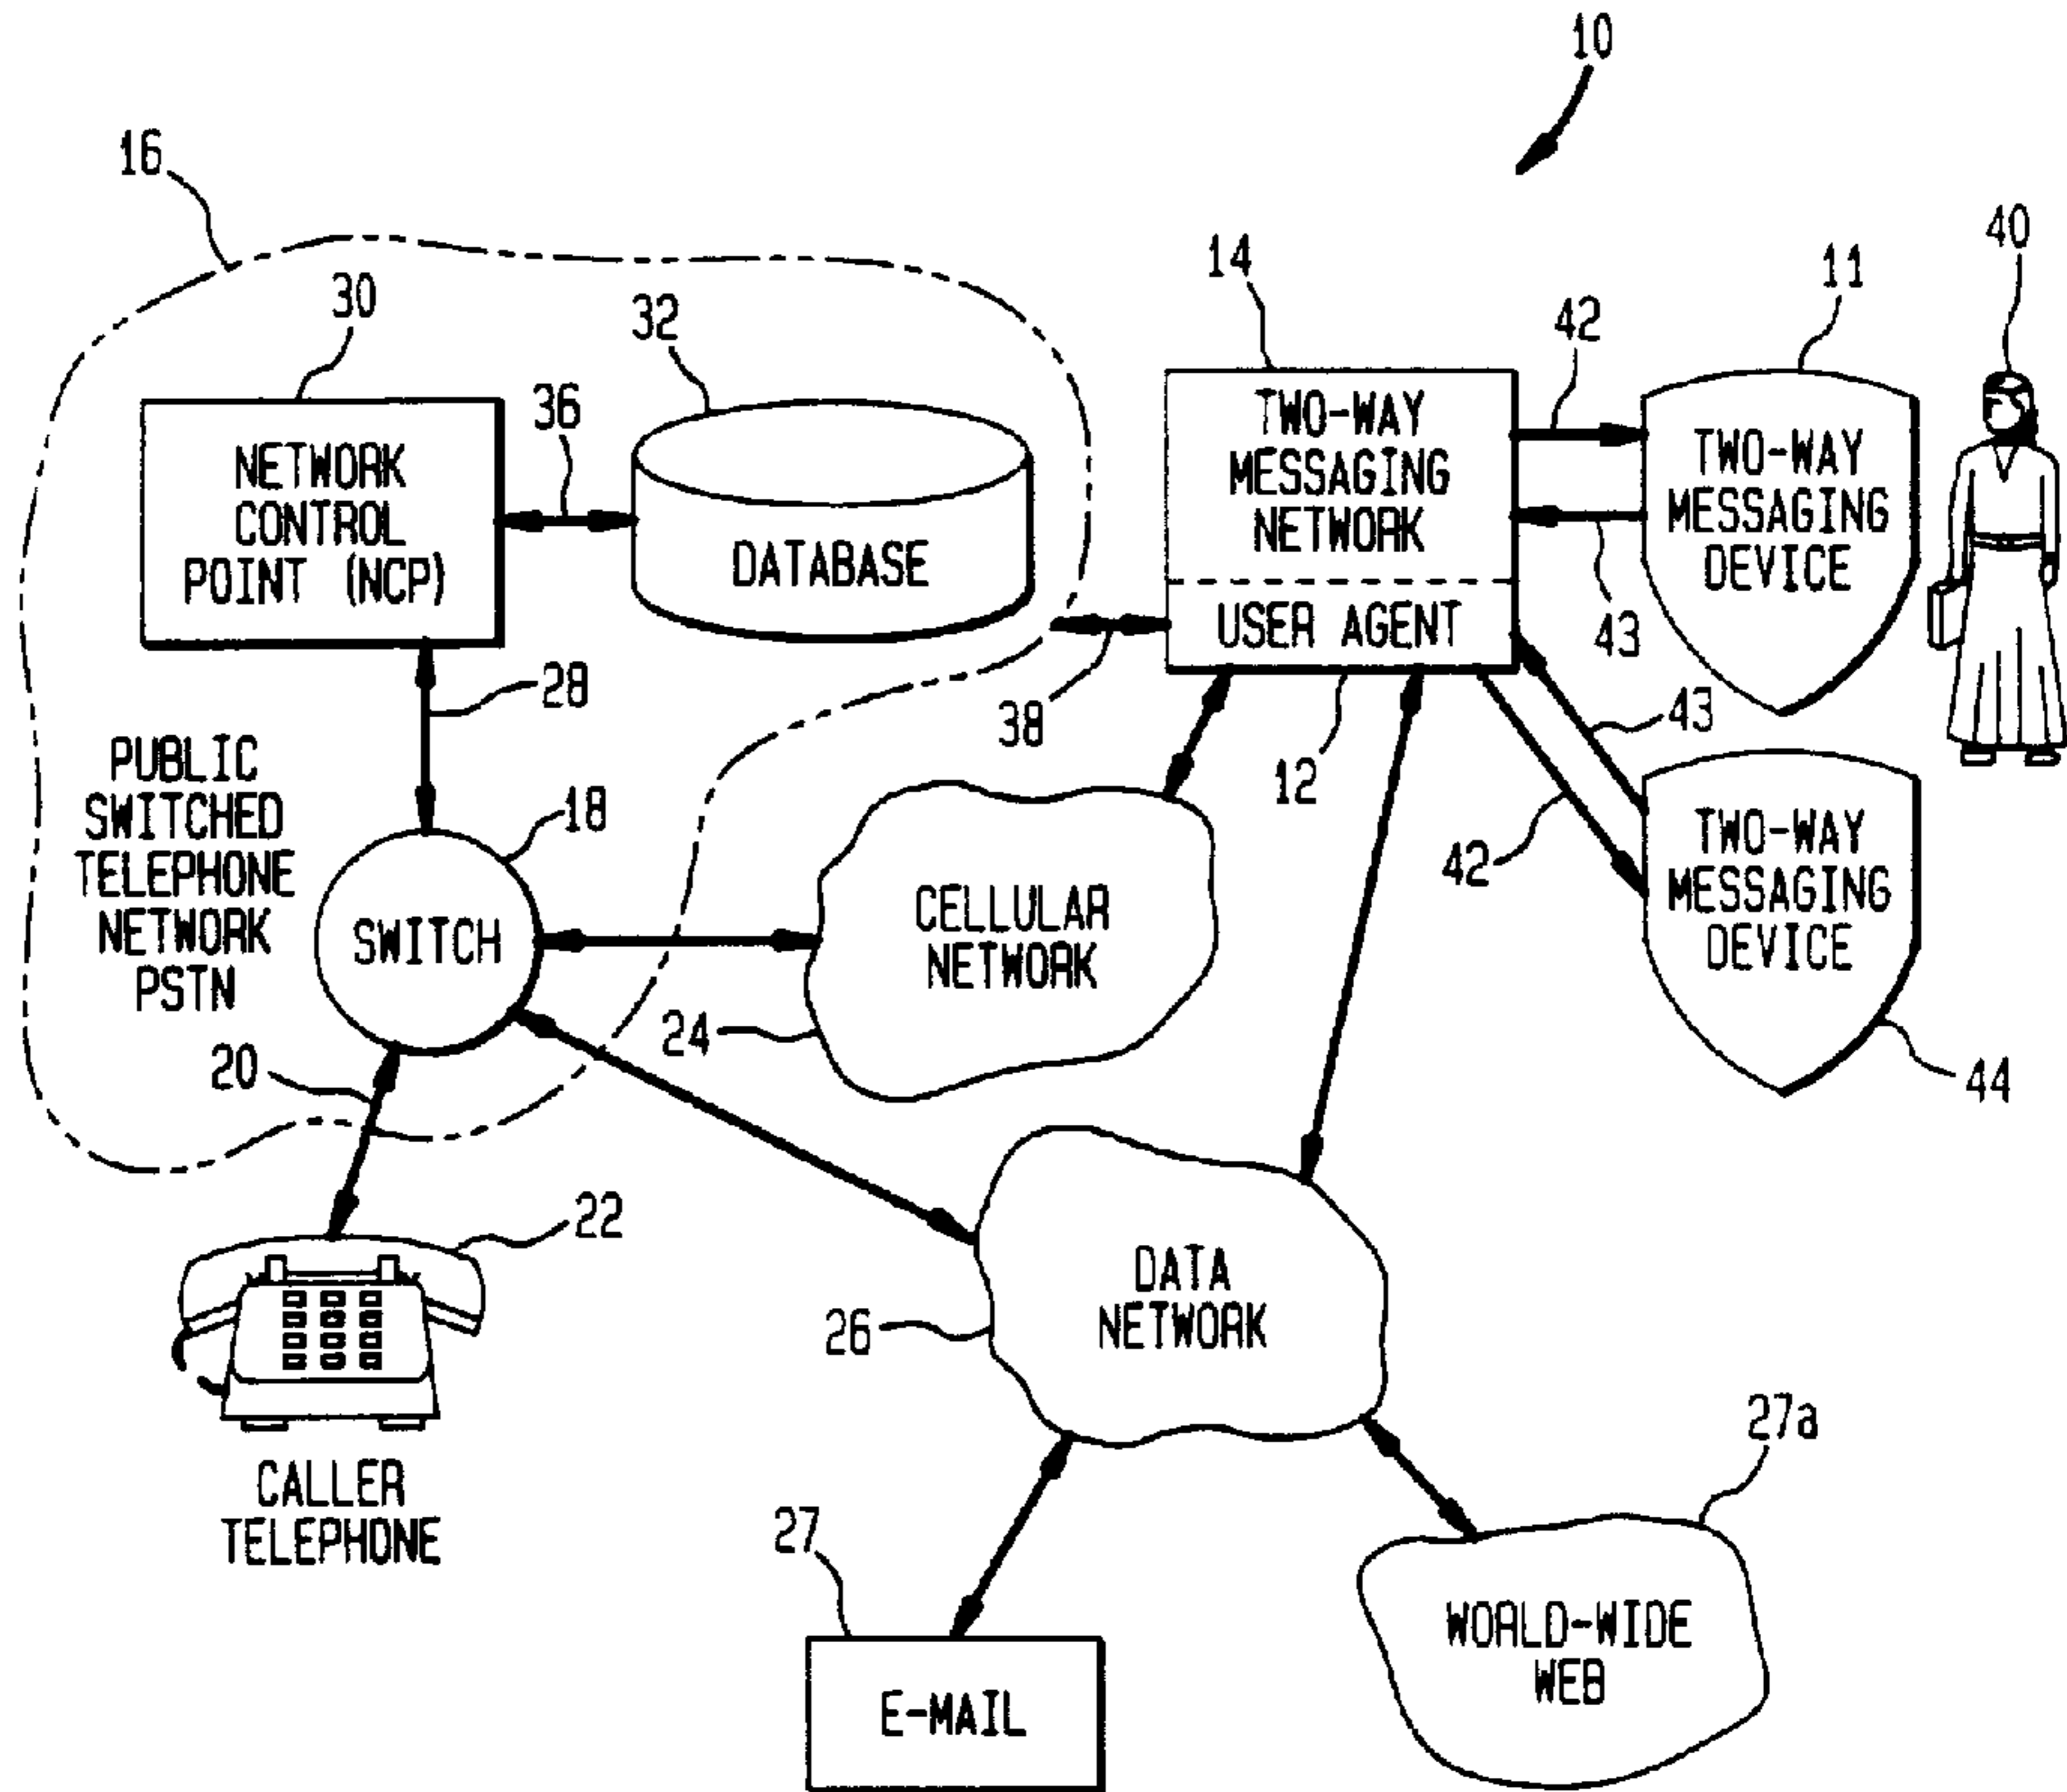 10
16
40
30
32
14
42
11
36
NETWORK
CONTROL
POINT (NCP)
DATABASE
TWO-WAY
MESSAGING
NETWORK
USER AGENT
TWO-WAY
MESSAGING
DEVICE
43
28
38
12
43
42
PUBLIC
SWITCHED
TELEPHONE
NETWORK
PSTN
18
SWITCH
CELLULAR
NETWORK
TWO-WAY
MESSAGING
DEVICE
24
44
20
22
DATA
NETWORK
26
CALLER
TELEPHONE
27
27a
E-MAIL
WORLD-WIDE
WEB